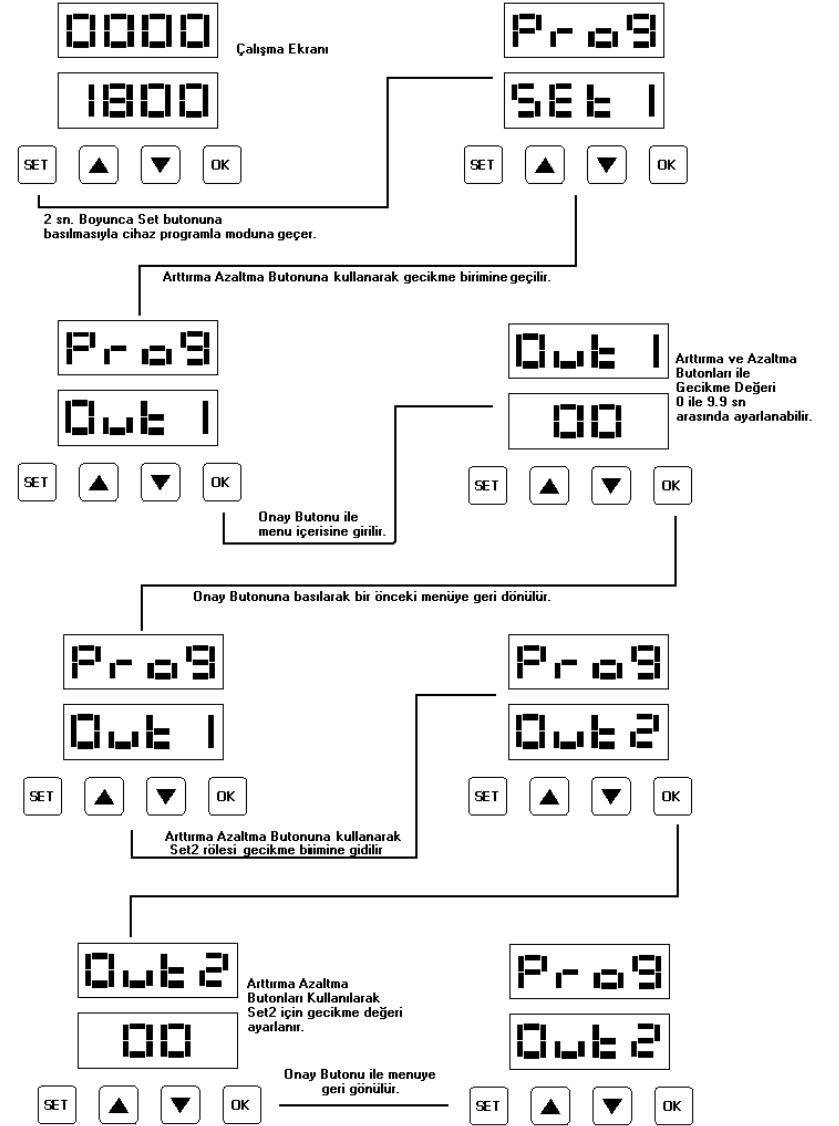 0000
Çalışma Ekranı
1800
SET ▲ ▼ OK
Prog
SEt 1
SET ▲ ▼ OK
2 sn. Boyunca Set butonuna
basılmasıyla cihaz programla moduna geçer.
Arttırma Azaltma Butonuna kullanarak gecikme birimine geçilir.
Prog
Out 1
SET ▲ ▼ OK
Out 1
00
Arttırma ve Azaltma
Butonları ile
Gecikme Değeri
0 ile 9.9 sn
arasında ayarlanabilir.
SET ▲ ▼ OK
Onay Butonu ile
menu içerisine girilir.
Onay Butonuna basılarak bir önceki menüye geri dönülür.
Prog
Out 1
SET ▲ ▼ OK
Prog
Out2
SET ▲ ▼ OK
Arttırma Azaltma Butonuna kullanarak
Set2 rölesi gecikme birimine gidilir
Out2
00
Arttırma Azaltma
Butonları Kullanılarak
Set2 için gecikme değeri
ayarlanır.
SET ▲ ▼ OK
Onay Butonu ile menuye
geri gönülür.
Prog
Out2
SET ▲ ▼ OK